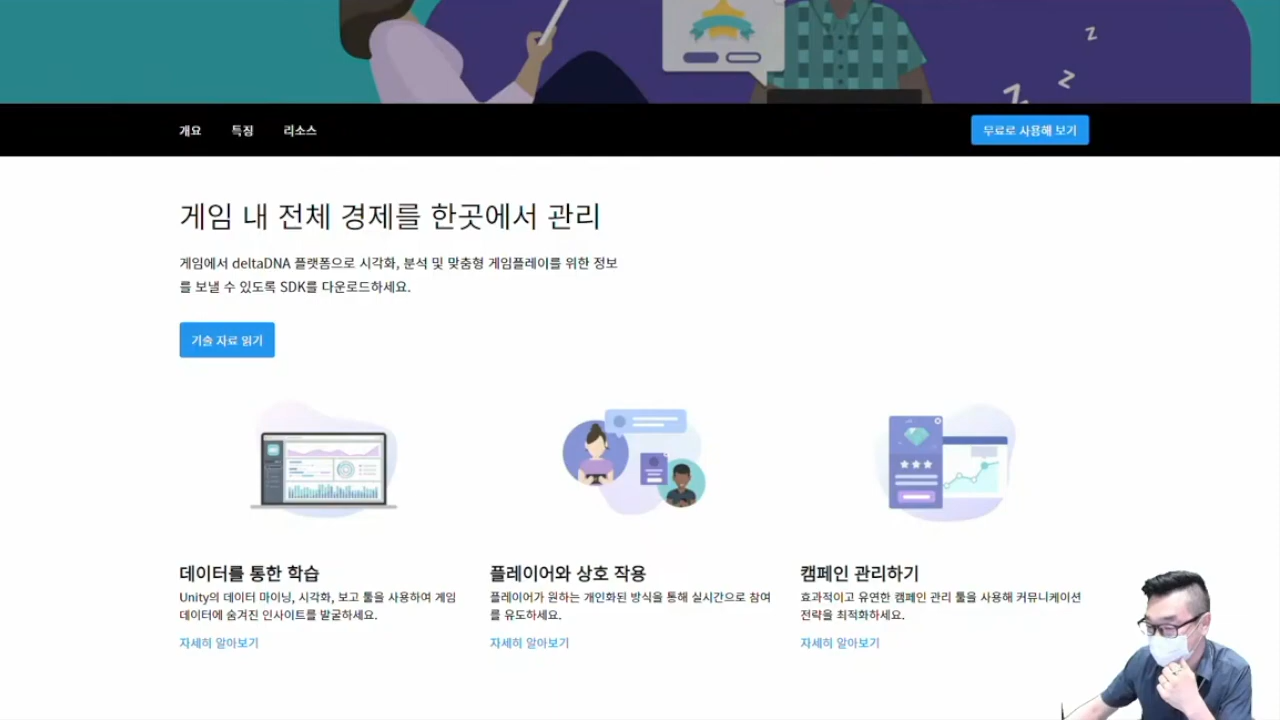 z
z
z
개요
특징
리소스
무료로 사용해 보기
게임 내 전체 경제를 한곳에서 관리
게임에서 deltaDNA 플랫폼으로 시각화, 분석 및 맞춤형 게임플레이를 위한 정보
를 보낼 수 있도록 SDK를 다운로드하세요.
기술 자료 읽기
데이터를 통한 학습
Unity의 데이터 마이닝, 시각화, 보고 툴을 사용하여 게임
데이터에 숨겨진 인사이트를 발굴하세요.
자세히 알아보기
플레이어와 상호 작용
플레이어가 원하는 개인화된 방식을 통해 실시간으로 참여
를 유도하세요.
자세히 알아보기
캠페인 관리하기
효과적이고 유연한 캠페인 관리 툴을 사용해 커뮤니케이션
전략을 최적화하세요.
자세히 알아보기